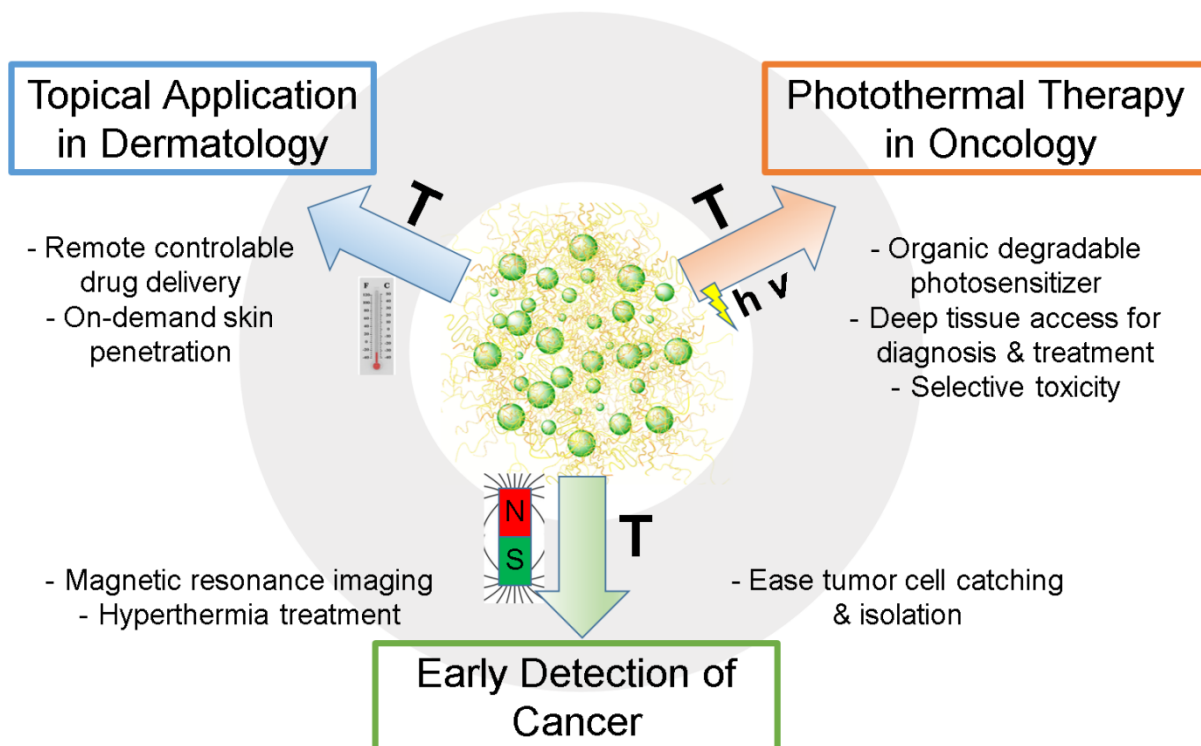 Topical Application
in Dermatology
Photothermal Therapy
in Oncology
T
T
h ν
- Remote controlable
drug delivery
- On-demand skin
penetration
F C
- Organic degradable
photosensitizer
- Deep tissue access for
diagnosis & treatment
- Selective toxicity
N
S
T
- Magnetic resonance imaging
- Hyperthermia treatment
- Ease tumor cell catching
& isolation
Early Detection of
Cancer